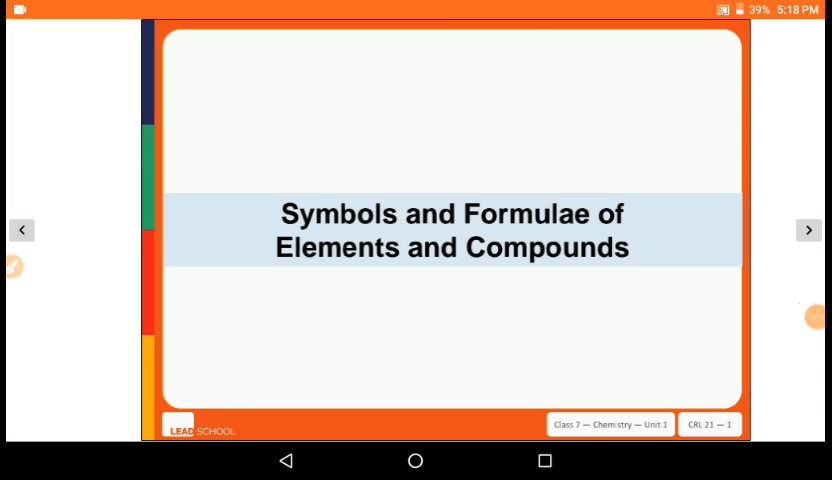 39% 5:18 PM
Symbols and Formulae of
Elements and Compounds
LEAD SCHOOL
Class 7 — Chemistry — Unit 1
CRL 21 — 1